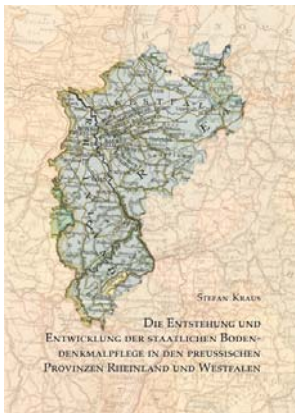 STEFAN KRAUS
DIE ENTSTEHUNG UND
ENTWICKLUNG DER STAATLICHEN BODEN-
DENKMALPFLEGE IN DEN PREUSSISCHEN
PROVINZEN RHEINLAND UND WESTFALEN